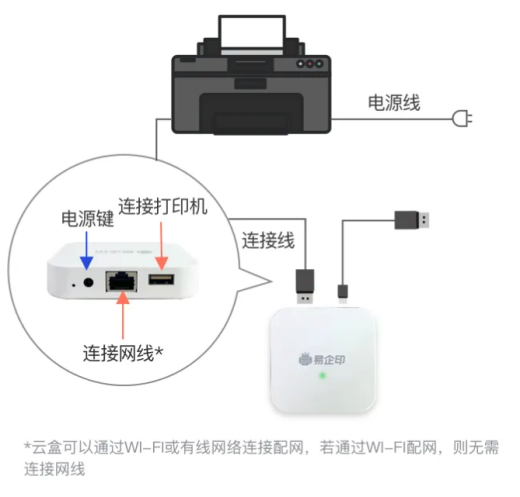 电源线
电源键
连接打印机
连接线
连接网线*
易企印
*云盒可以通过WI-FI或有线网络连接配网，若通过WI-FI配网，则无需
连接网线